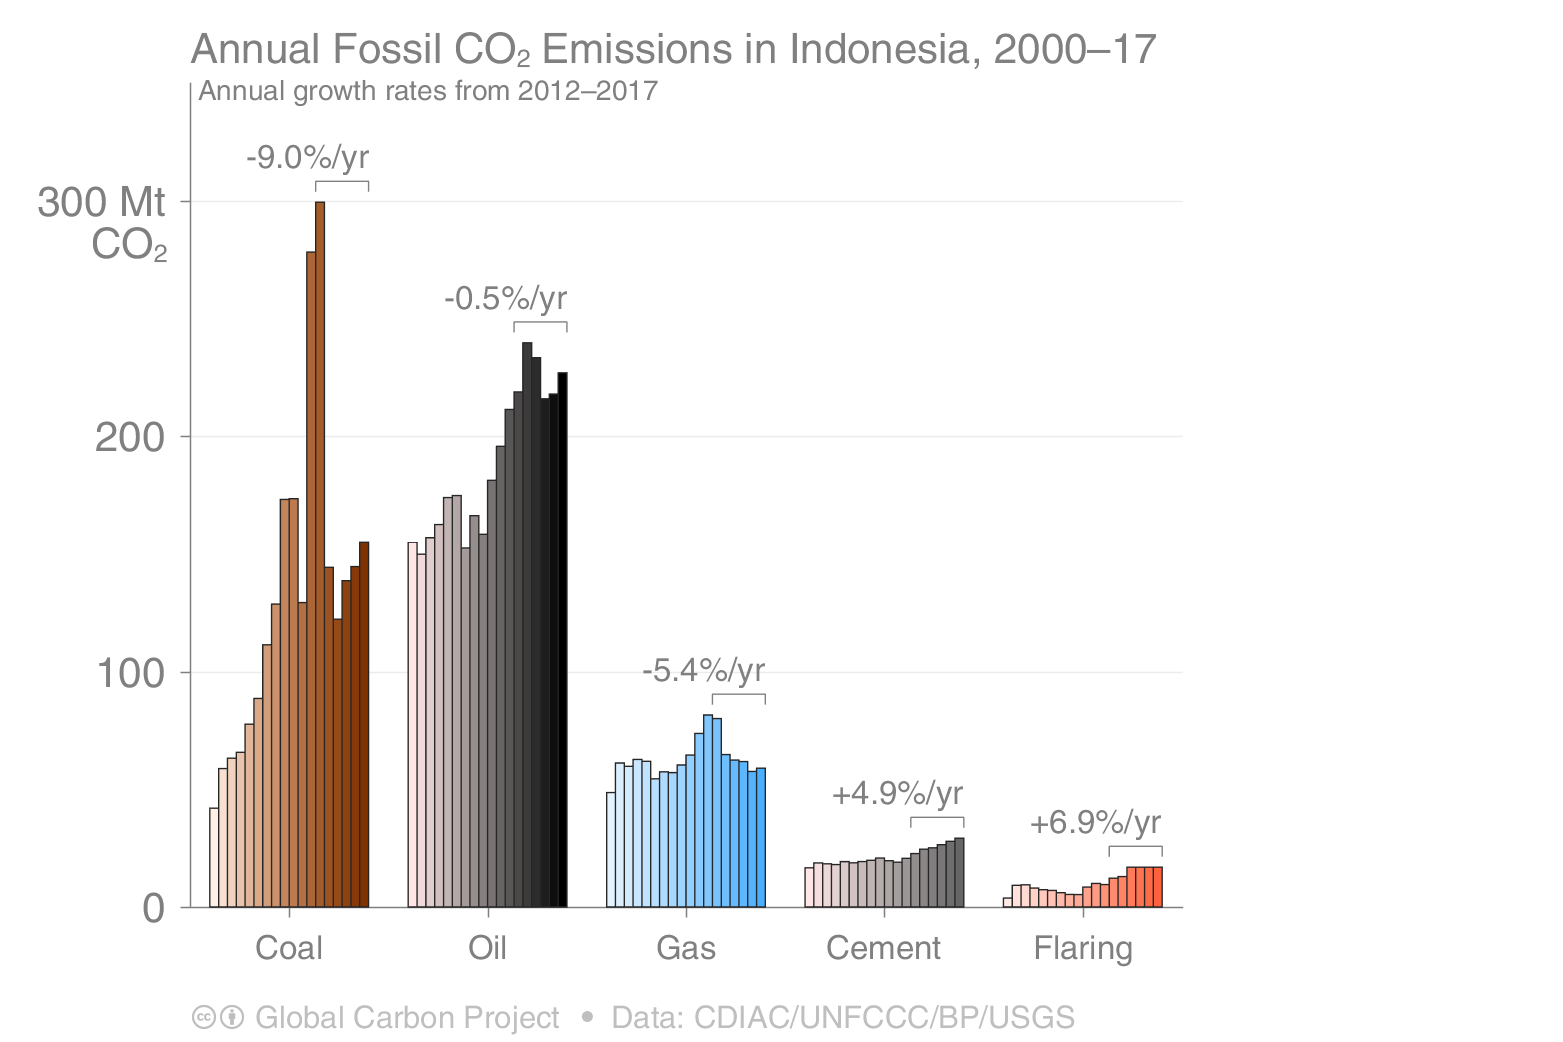 Annual Fossil CO₂ Emissions in Indonesia, 2000–17
Annual growth rates from 2012–2017
-9.0%/yr
300 Mt
CO₂
-0.5%/yr
200
-5.4%/yr
100
+4.9%/yr
+6.9%/yr
0
Coal Oil Gas Cement Flaring
cc Global Carbon Project • Data: CDIAC/UNFCCC/BP/USGS